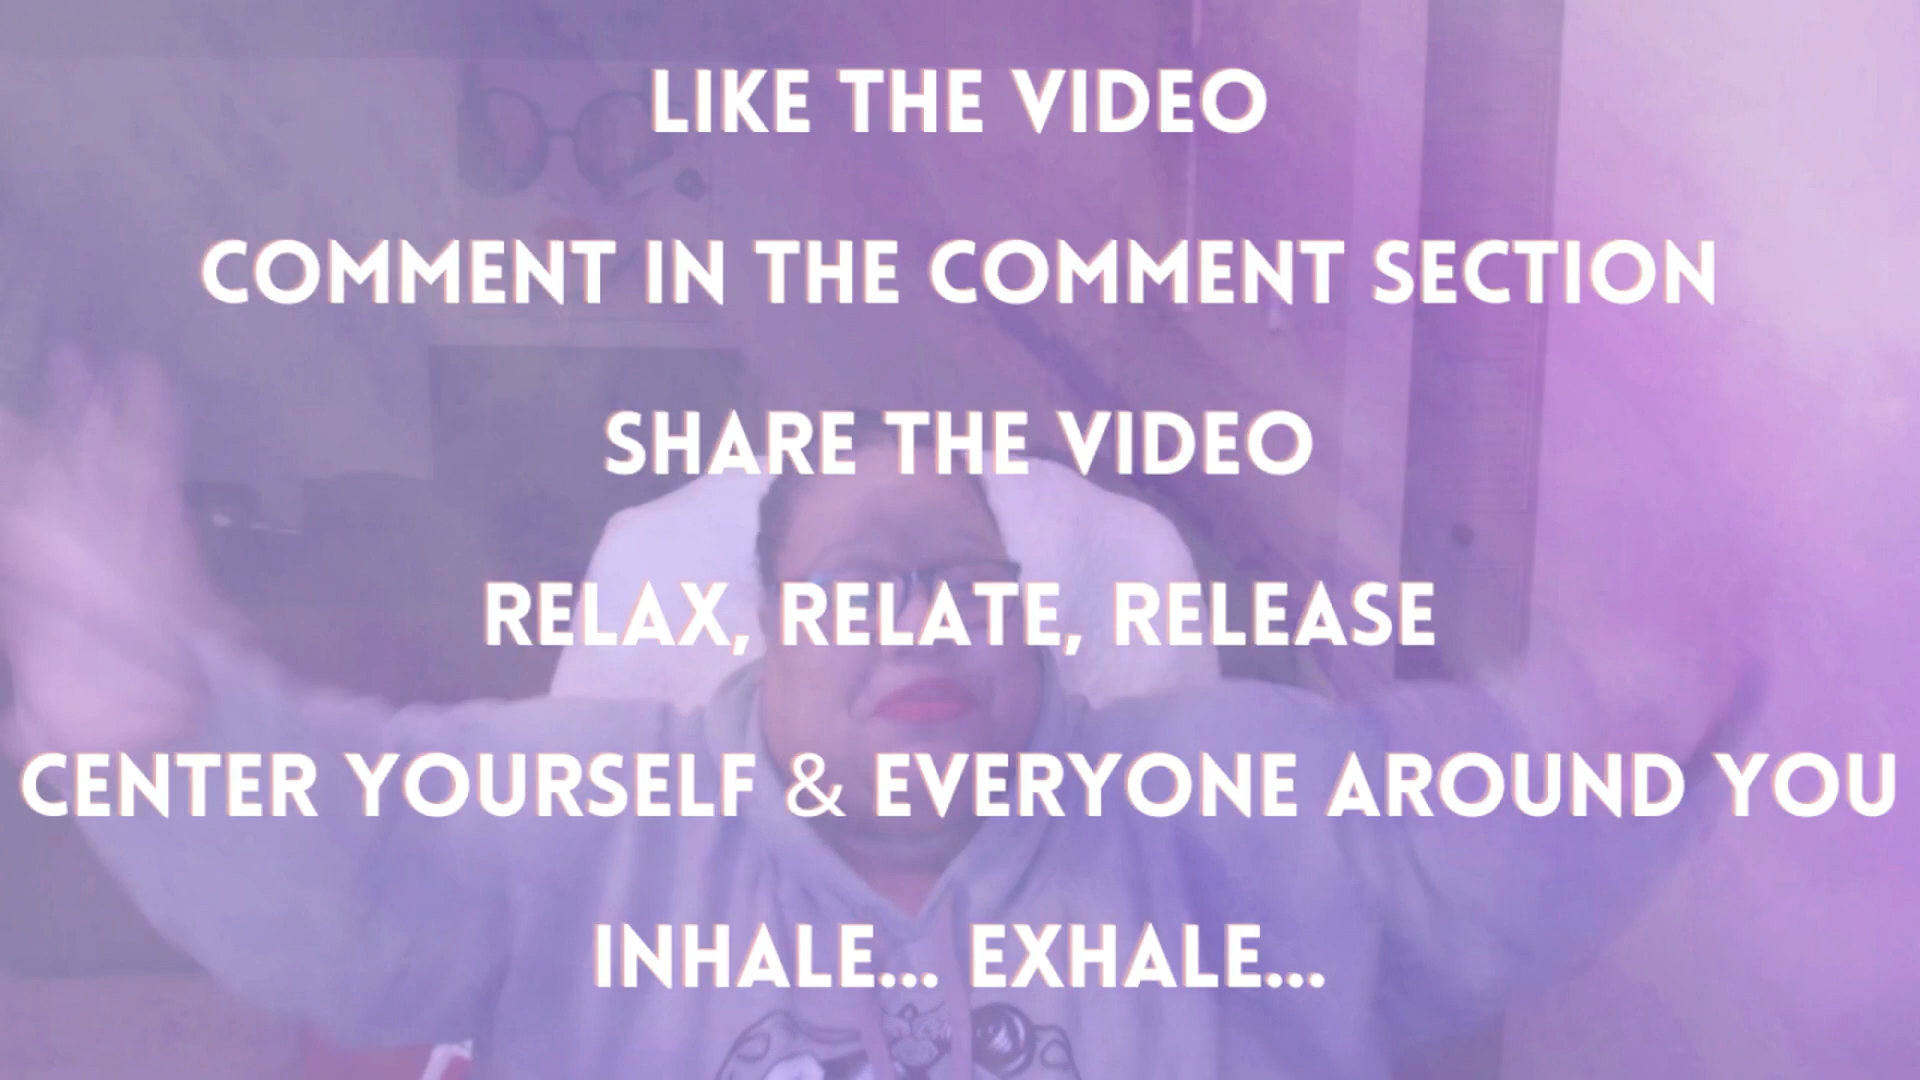 LIKE THE VIDEO
COMMENT IN THE COMMENT SECTION
SHARE THE VIDEO
RELAX, RELATE, RELEASE
CENTER YOURSELF & EVERYONE AROUND YOU
INHALE... EXHALE...